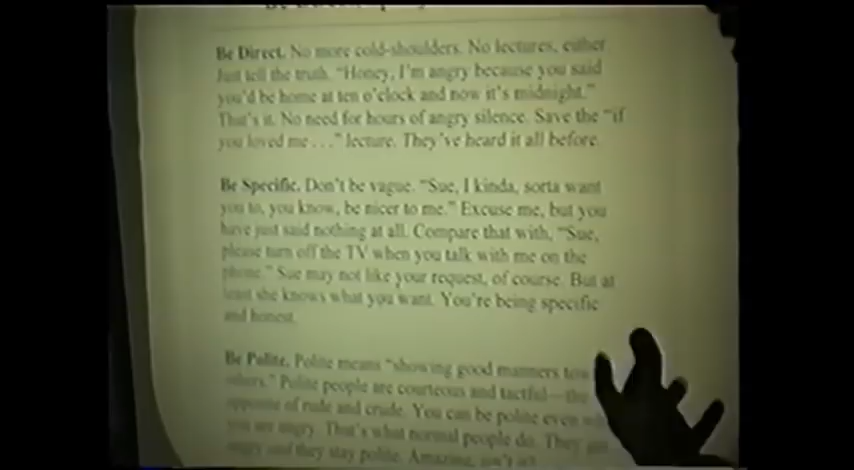 Be Direct. No more cold-shoulders. No lectures, either
Just tell the truth. "Honey, I'm angry because you said
you'd be home at ten o'clock and now it's midnight."
That's it. No need for hours of angry silence. Save the "if
you loved me . . ." lecture. They've heard it all before.
Be Specific. Don't be vague. "Sue, I kinda, sorta want
you to, you know, be nicer to me." Excuse me, but you
have just said nothing at all. Compare that with, "Sue,
please turn off the TV when you talk with me on the
phone." Sue may not like your request, of course. But at
least she knows what you want. You're being specific
and honest.
Be Polite. Polite means "showing good manners
others." Polite people are courteous and tactful—the
opposite of rude and crude. You can be polite even
you are angry. That's what normal people do. They
angry and they stay polite. Amazing, isn't it?